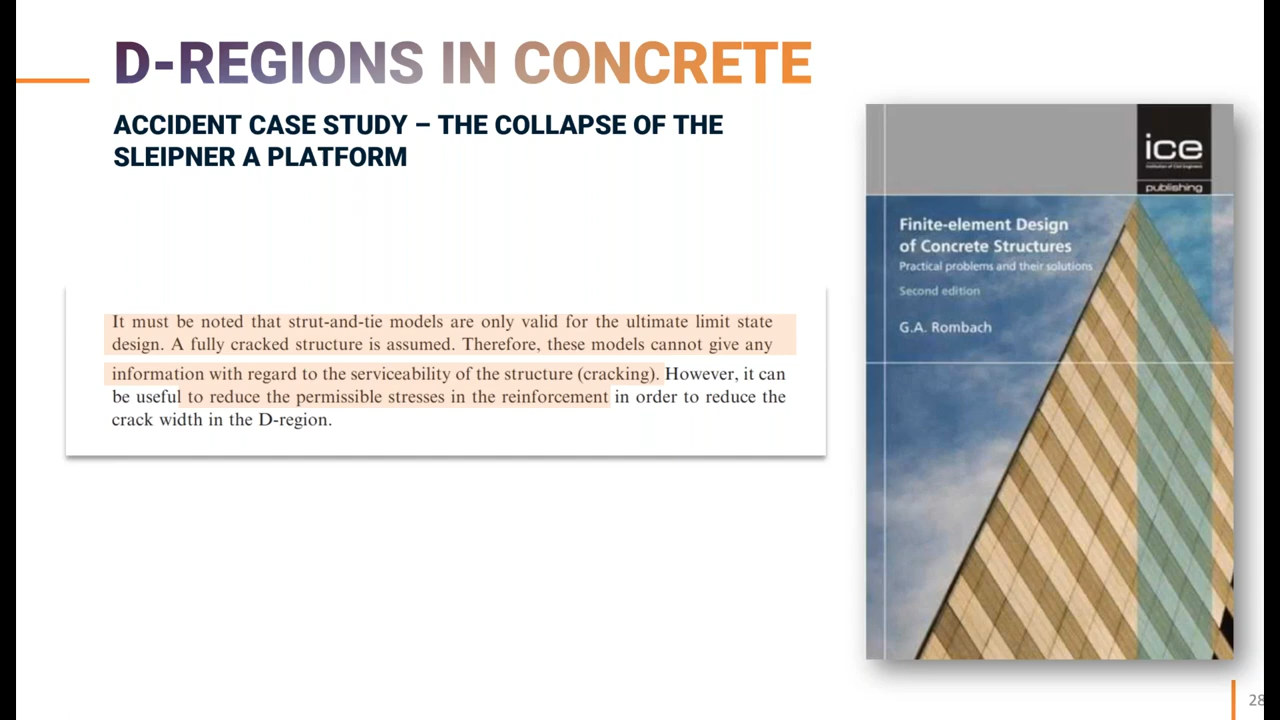 D-REGIONS IN CONCRETE
ACCIDENT CASE STUDY – THE COLLAPSE OF THE
SLEIPNER A PLATFORM
It must be noted that strut-and-tie models are only valid for the ultimate limit state
design. A fully cracked structure is assumed. Therefore, these models cannot give any
information with regard to the serviceability of the structure (cracking). However, it can
be useful to reduce the permissible stresses in the reinforcement in order to reduce the
crack width in the D-region.
ice
Institution of Civil Engineers
publishing
Finite-element Design
of Concrete Structures
Practical problems and their solutions
Second edition
G.A. Rombach
28